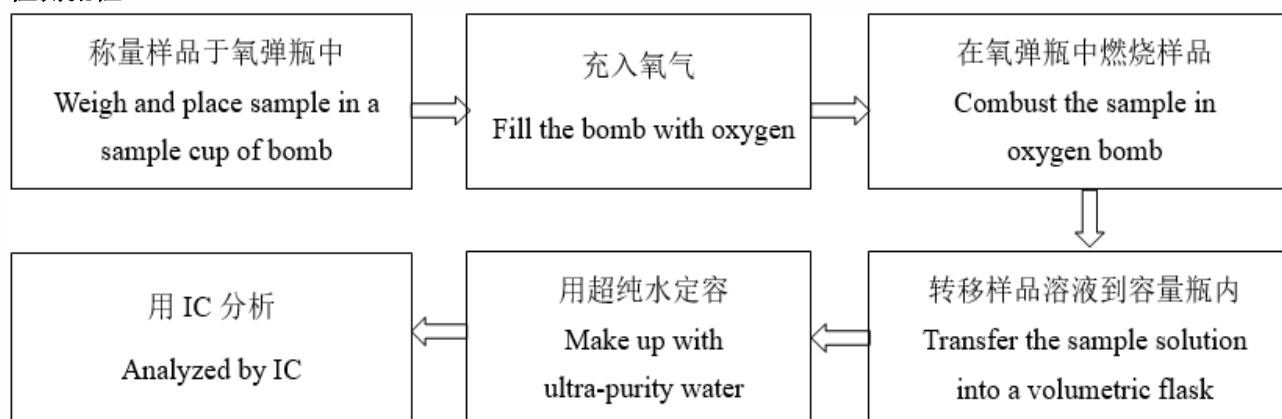 称量样品于氧弹瓶中
Weigh and place sample in a
sample cup of bomb
充入氧气
Fill the bomb with oxygen
在氧弹瓶中燃烧样品
Combust the sample in
oxygen bomb
转移样品溶液到容量瓶内
Transfer the sample solution
into a volumetric flask
用超纯水定容
Make up with
ultra-purity water
用 IC 分析
Analyzed by IC